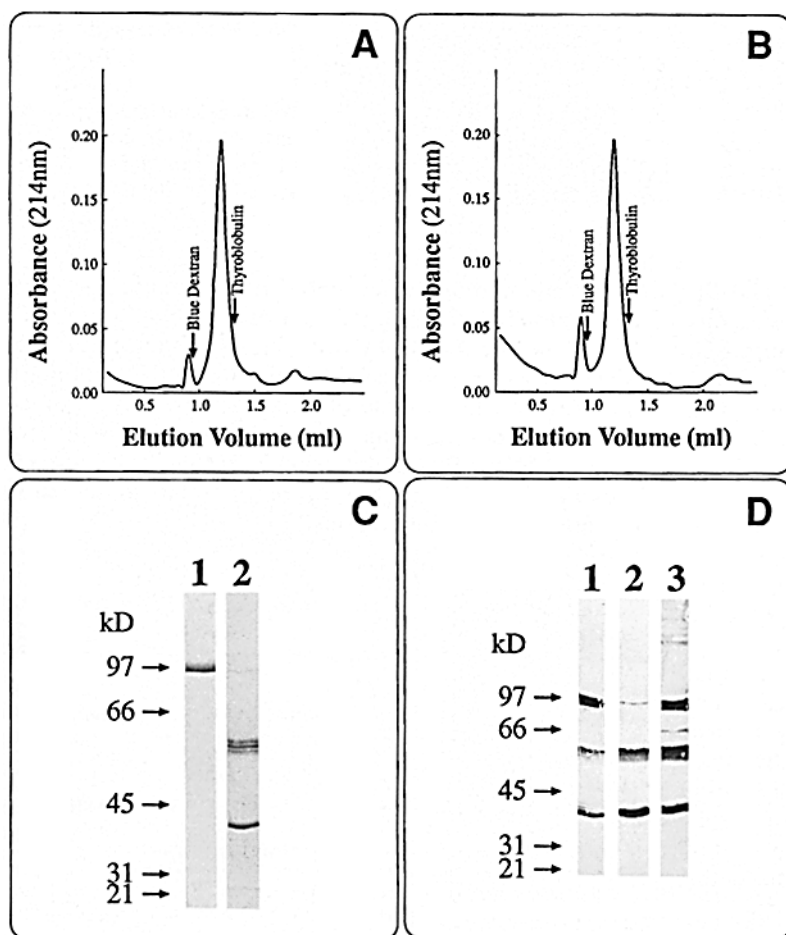 A
Absorbance (214nm)
0.20
0.15
0.10
0.05
0.00
Blue Dextran
Thyroblobulin
0.5 1.0 1.5 2.0
Elution Volume (ml)
B
Absorbance (214nm)
0.20
0.15
0.10
0.05
0.00
Blue Dextran
Thyroblobulin
0.5 1.0 1.5 2.0
Elution Volume (ml)
C
1 2
kD
97
66
45
31
21
D
1 2 3
kD
97
66
45
31
21